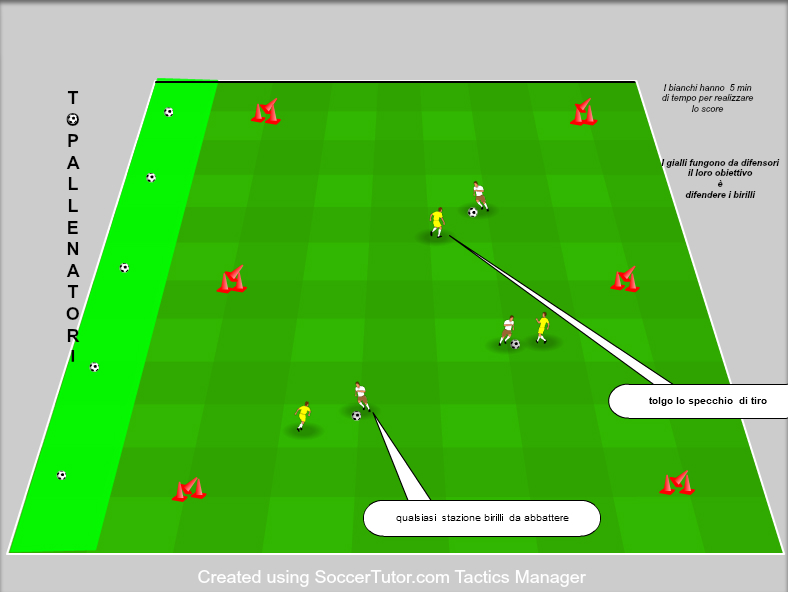 TOPALLENATORI
I bianchi hanno 5 min
di tempo per realizzare
lo score
I gialli fungono da difensori
il loro obiettivo
è
difendere i birilli
tolgo lo specchio di tiro
qualsiasi stazione birilli da abbattere
Created using SoccerTutor.com Tactics Manager